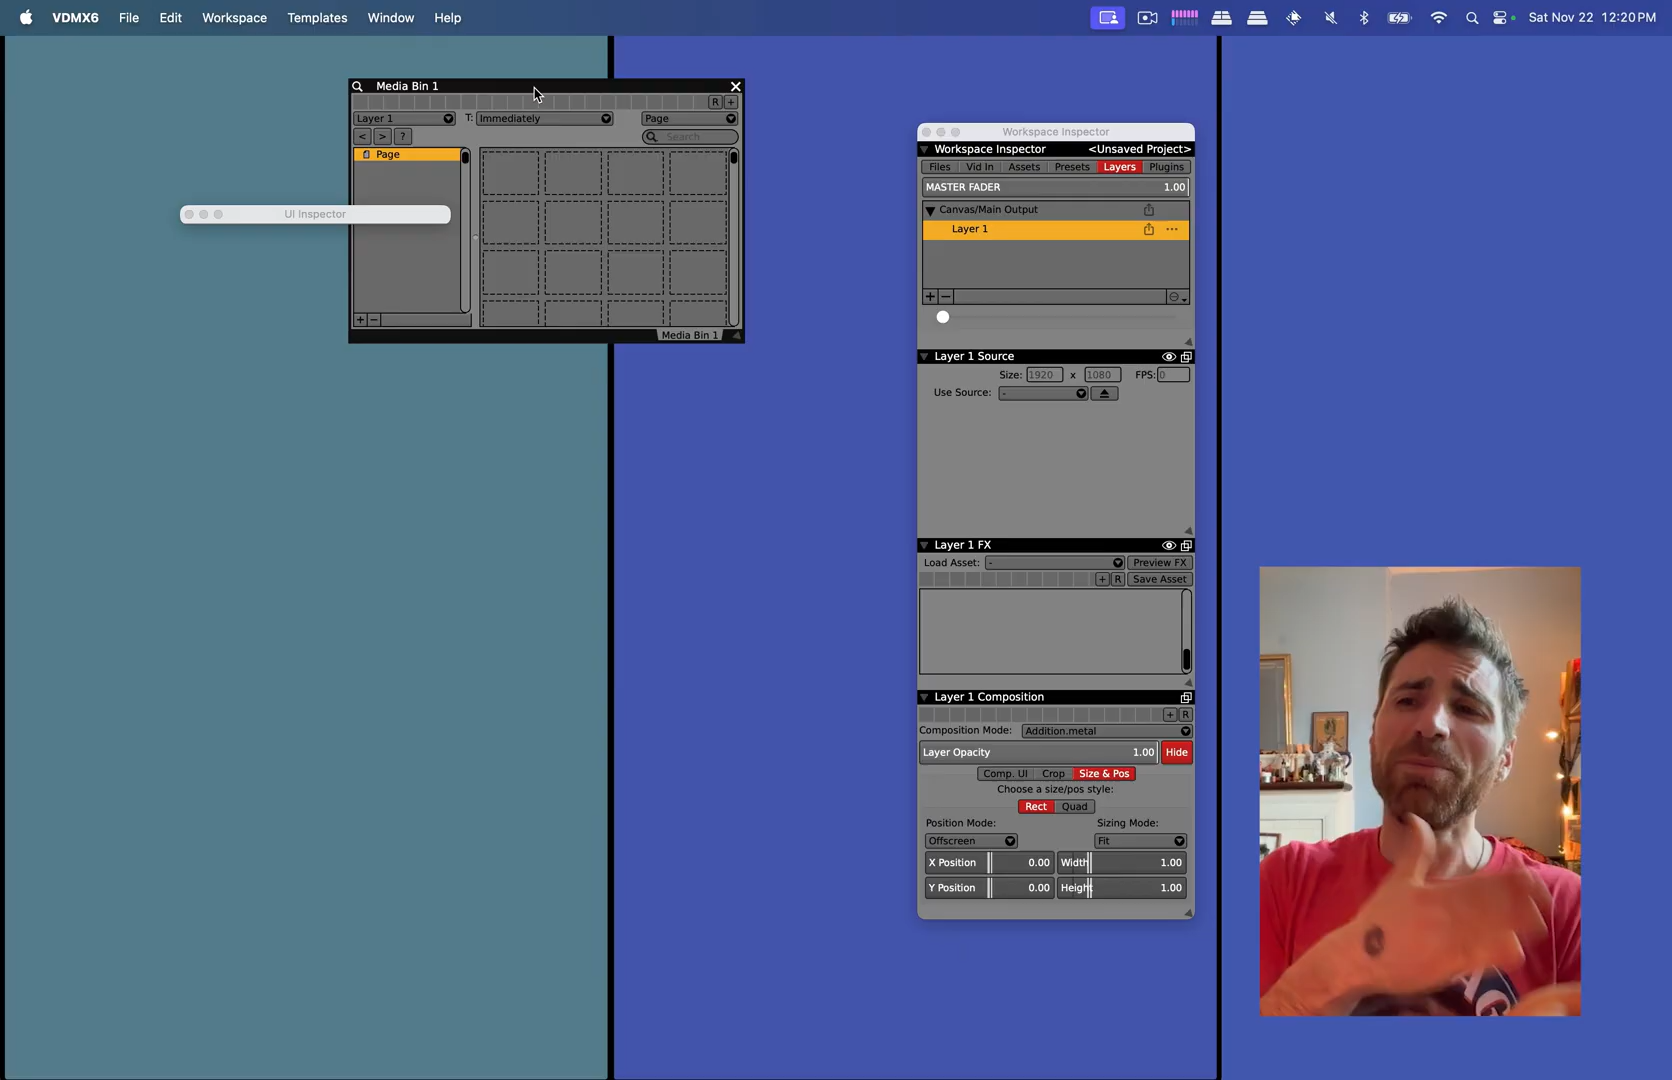 VDMX6 File Edit Workspace Templates Window Help
Sat Nov 22 12:20 PM
Media Bin 1
R +
Layer 1 T: Immediately Page
< > ? Search
Page
UI Inspector
+ -
Media Bin 1
Workspace Inspector
Workspace Inspector <Unsaved Project>
Files Vid In Assets Presets Layers Plugins
MASTER FADER 1.00
Canvas/Main Output
Layer 1 ...
+ -
Layer 1 Source
Size: 1920 x 1080 FPS: 0
Use Source: -
Layer 1 FX
Load Asset: - Preview FX
+ R Save Asset
Layer 1 Composition
+ R
Composition Mode: Addition.metal
Layer Opacity 1.00 Hide
Comp. UI Crop Size & Pos
Choose a size/pos style:
Rect Quad
Position Mode: Sizing Mode:
Offscreen Fit
X Position 0.00 Width 1.00
Y Position 0.00 Height 1.00